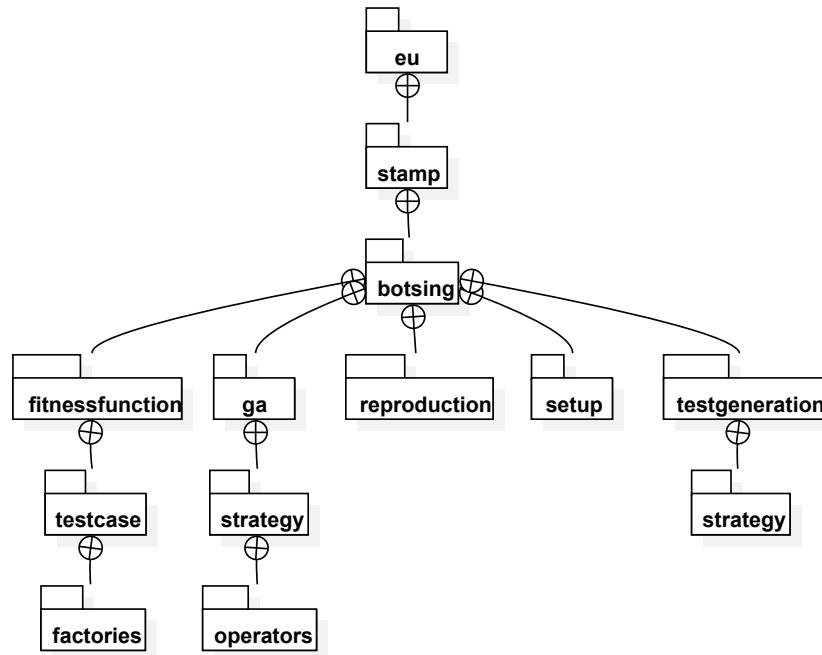 eu
stamp
botsing
fitnessfunction
ga
reproduction
setup
testgeneration
testcase
strategy
strategy
factories
operators